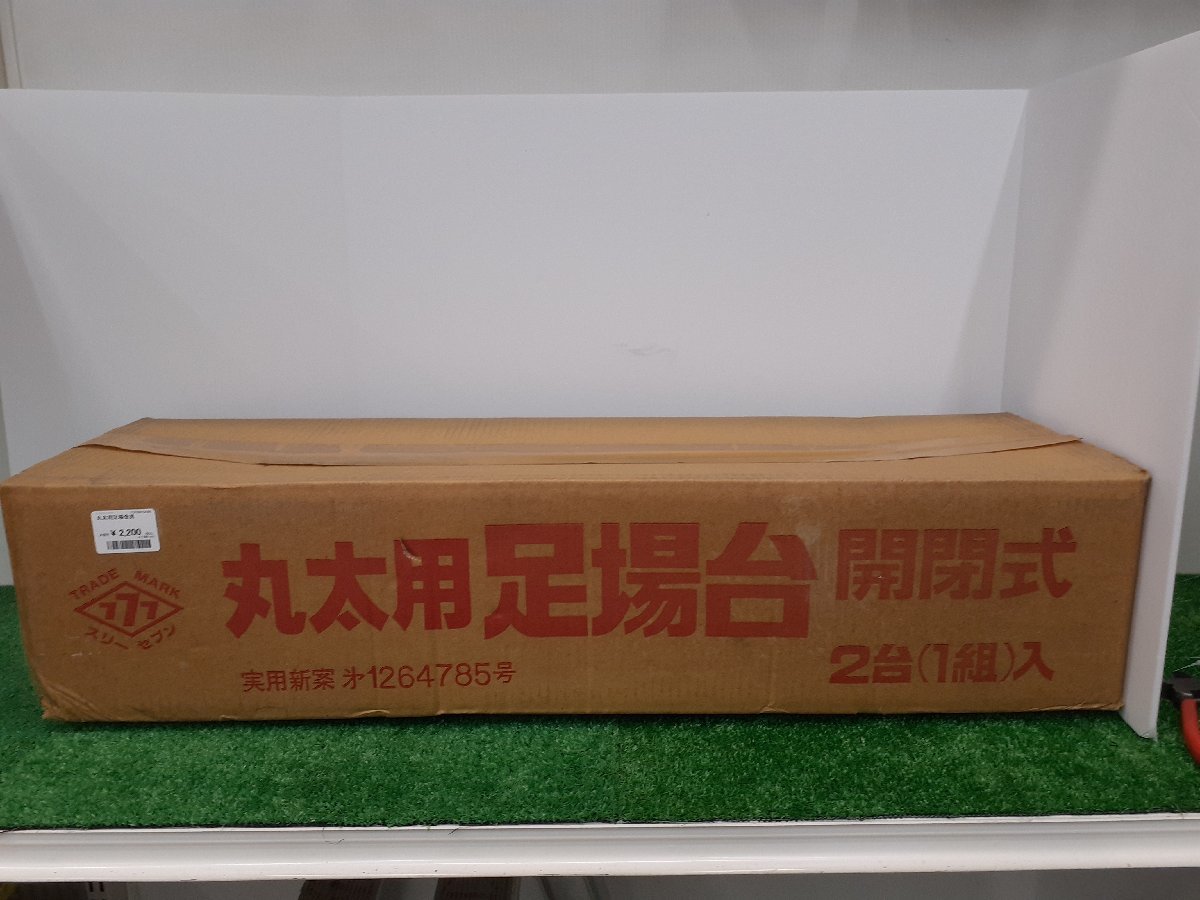 ¥2,200
TRADE MARK
777
スリーセブン
丸太用 足場台 開閉式
実用新案 㐧1264785号
2台(1組)入